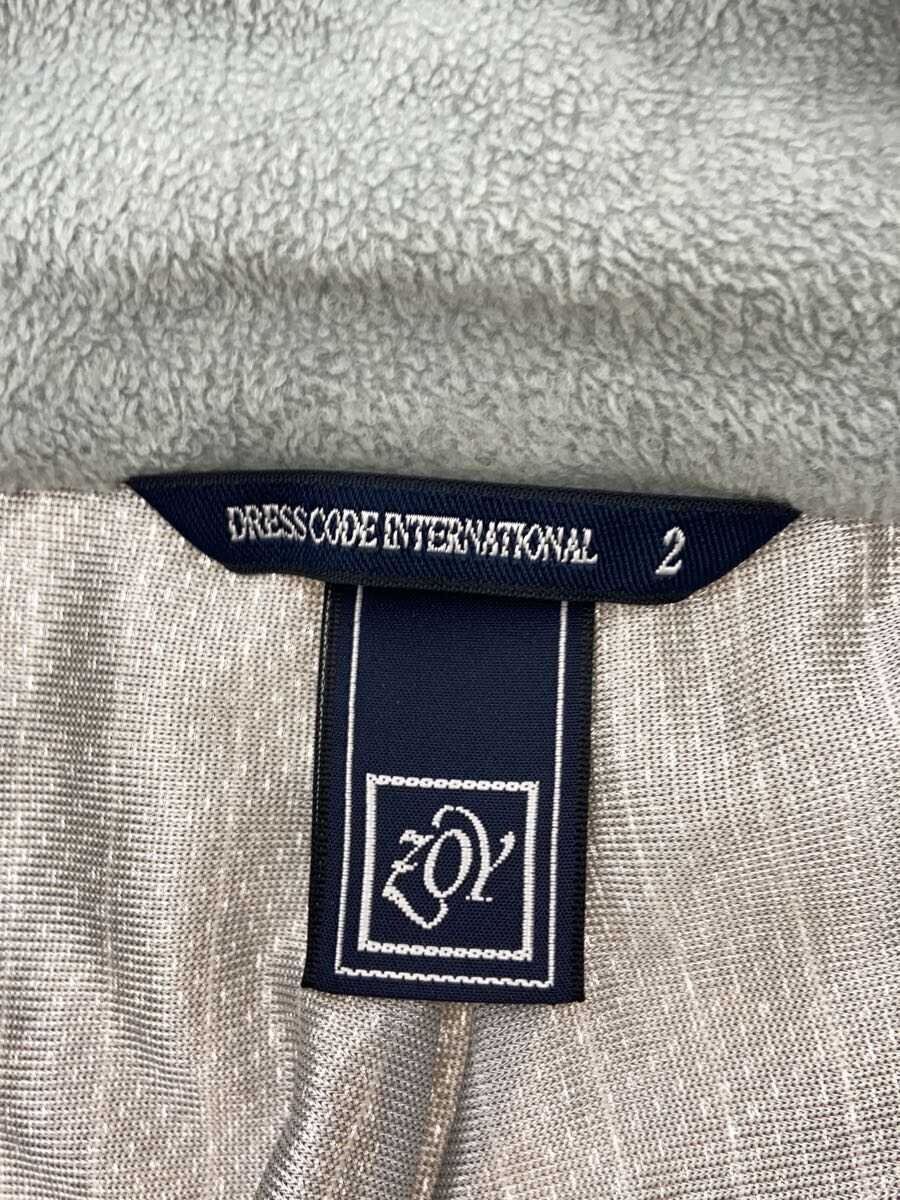 DRESS CODE INTERNATIONAL 2
ZOY